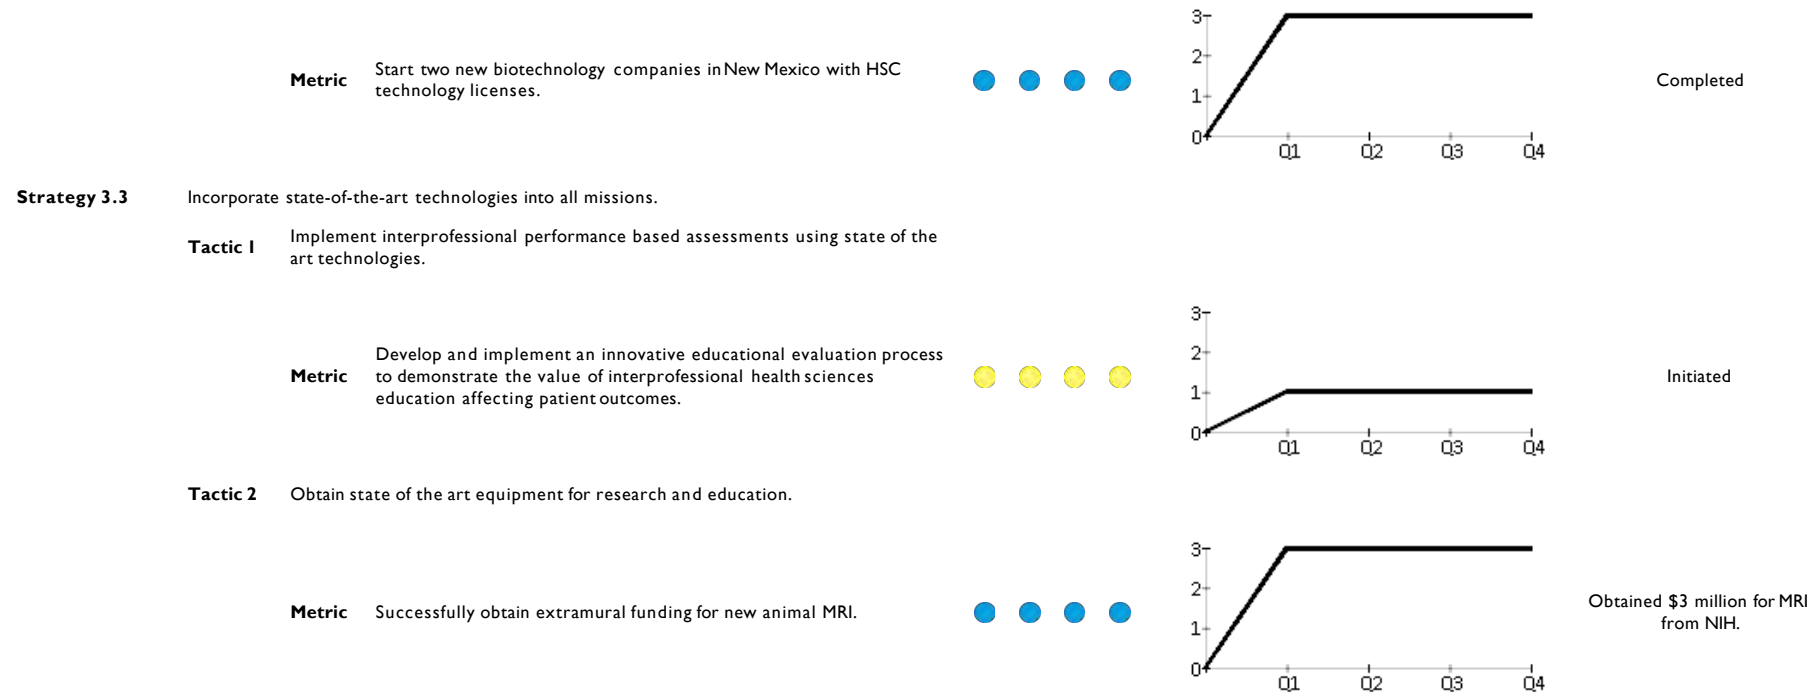 3
2
1
0
Q1 Q2 Q3 Q4
Metric
Start two new biotechnology companies in New Mexico with HSC
technology licenses.
Completed
Strategy 3.3
Incorporate state-of-the-art technologies into all missions.
Tactic 1
Implement interprofessional performance based assessments using state of the
art technologies.
3
2
1
0
Q1 Q2 Q3 Q4
Metric
Develop and implement an innovative educational evaluation process
to demonstrate the value of interprofessional health sciences
education affecting patient outcomes.
Initiated
Tactic 2
Obtain state of the art equipment for research and education.
3
2
1
0
Q1 Q2 Q3 Q4
Metric
Successfully obtain extramural funding for new animal MRI.
Obtained $3 million for MRI
from NIH.